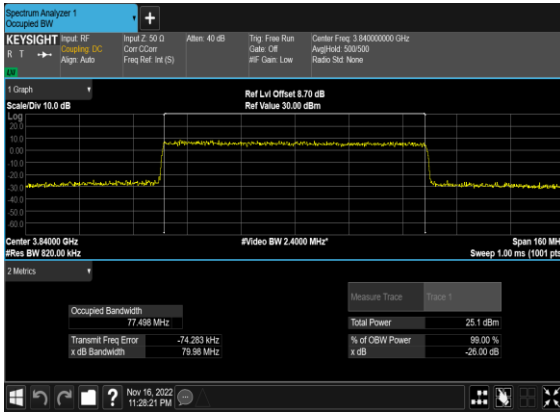 Spectrum Analyzer 1
Occupied BW
+
KEYSIGHT
R T
LW
Input: RF
Coupling: DC
Align: Auto
Input Z: 50 Ω
Corr CCorr
Freq Ref: Int (S)
Atten: 40 dB
Trig: Free Run
Gate: Off
#IF Gain: Low
Center Freq: 3.840000000 GHz
Avg|Hold: 500/500
Radio Std: None
1 Graph
Scale/Div 10.0 dB
Ref Lvl Offset 8.70 dB
Ref Value 30.00 dBm
Log
20.0
10.0
0.00
-10.0
-20.0
-30.0
-40.0
-50.0
-60.0
Center 3.84000 GHz
#Res BW 820.00 kHz
#Video BW 2.4000 MHz*
Span 160 MH
Sweep 1.00 ms (1001 pts
2 Metrics
Measure Trace
Trace 1
Occupied Bandwidth
77.498 MHz
Total Power
25.1 dBm
Transmit Freq Error
-74.283 kHz
% of OBW Power
99.00 %
x dB Bandwidth
79.98 MHz
x dB
-26.00 dB
?
Nov 16, 2022
11:28:21 PM